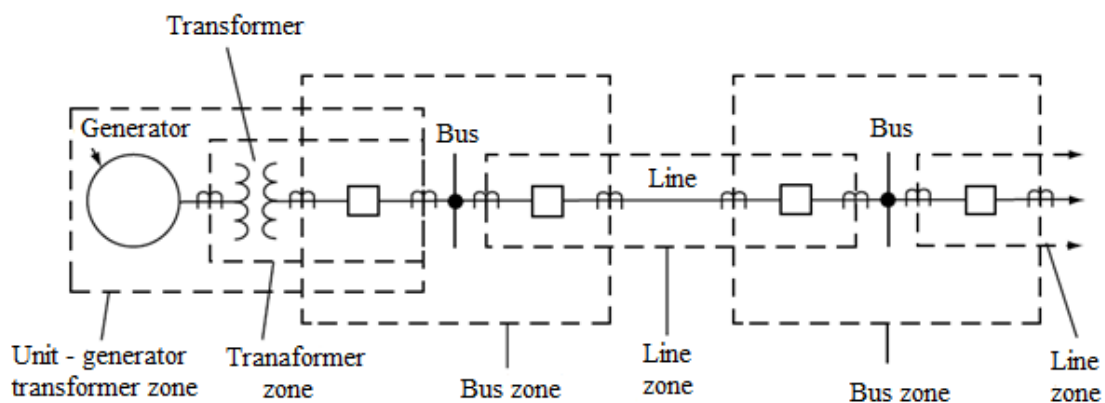 Transformer
Generator
Bus
Line
Bus
Unit - generator
transformer zone
Tranaformer
zone
Bus zone
Line
zone
Bus zone
Line
zone